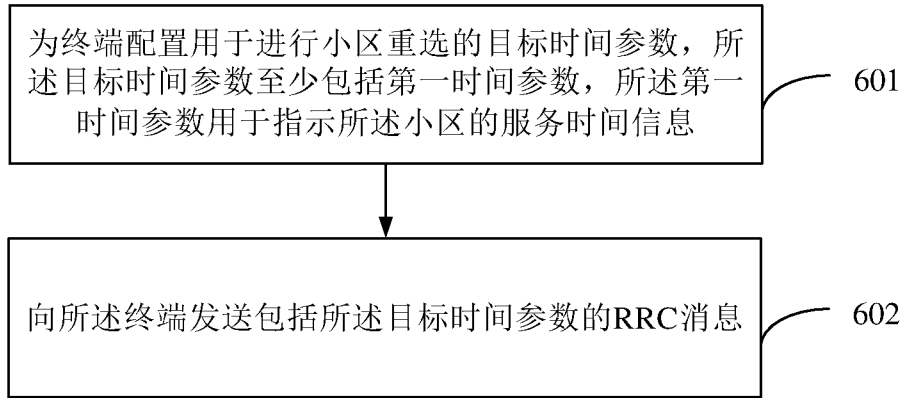 为终端配置用于进行小区重选的目标时间参数，所
述目标时间参数至少包括第一时间参数，所述第一
时间参数用于指示所述小区的服务时间信息
601
向所述终端发送包括所述目标时间参数的RRC消息
602